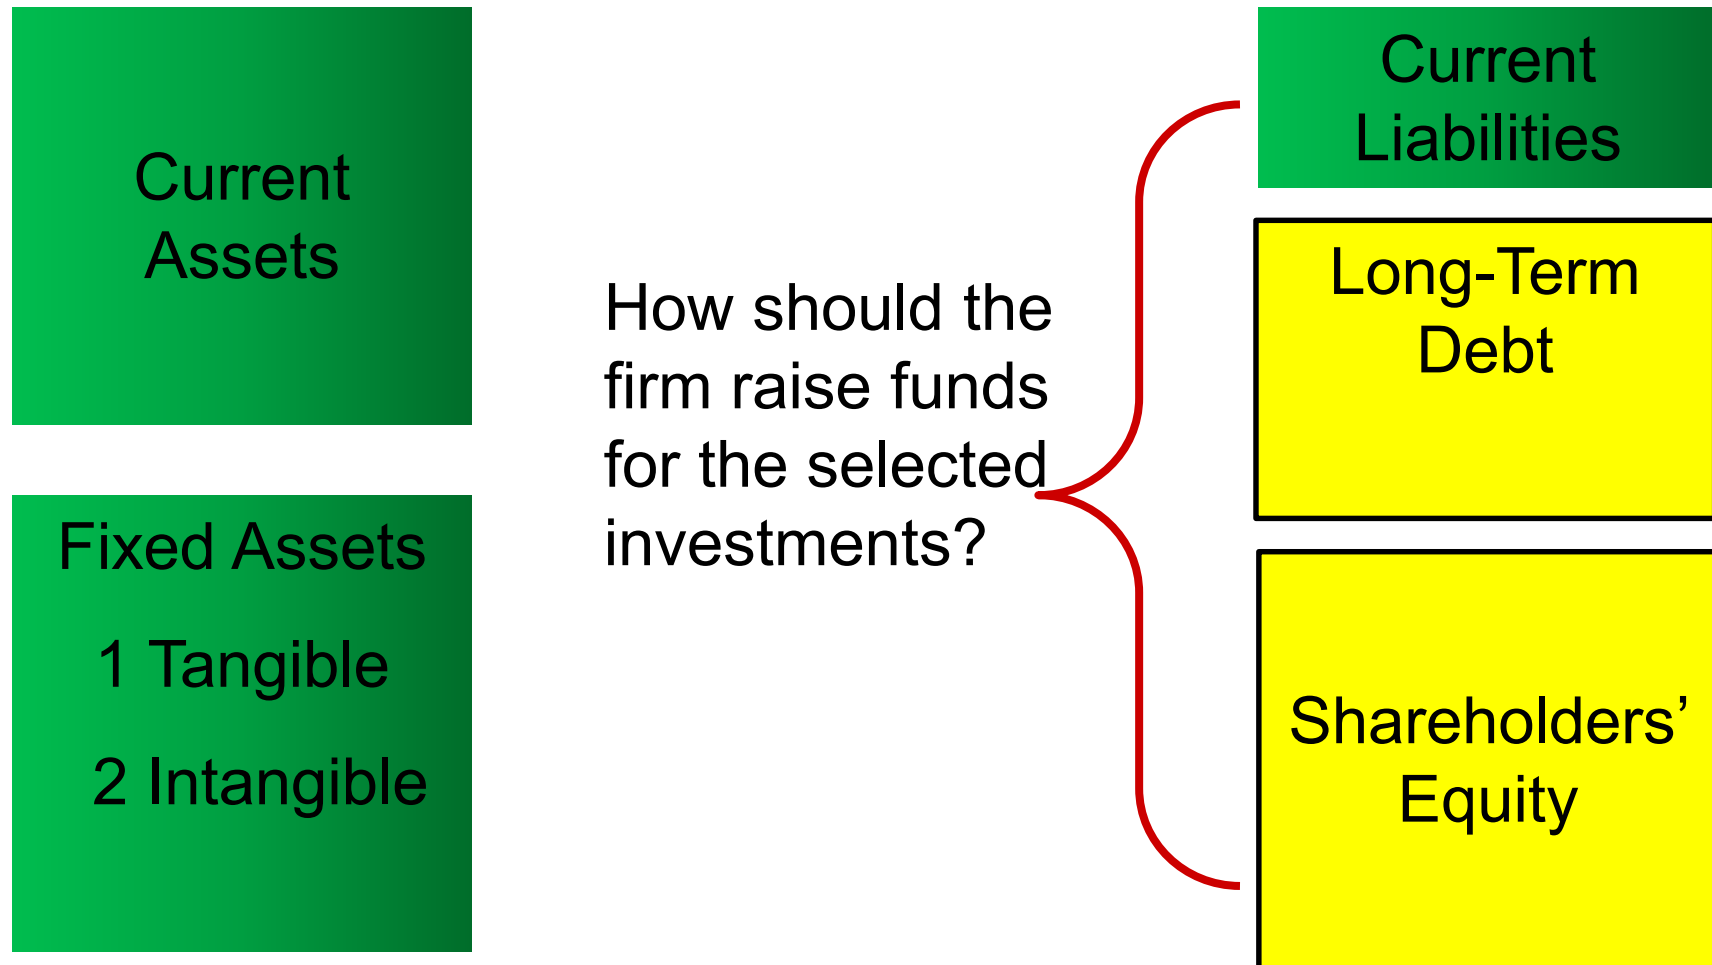 Current
Assets
Fixed Assets
1 Tangible
2 Intangible
How should the
firm raise funds
for the selected
investments?
Current
Liabilities
Long-Term
Debt
Shareholders’
Equity